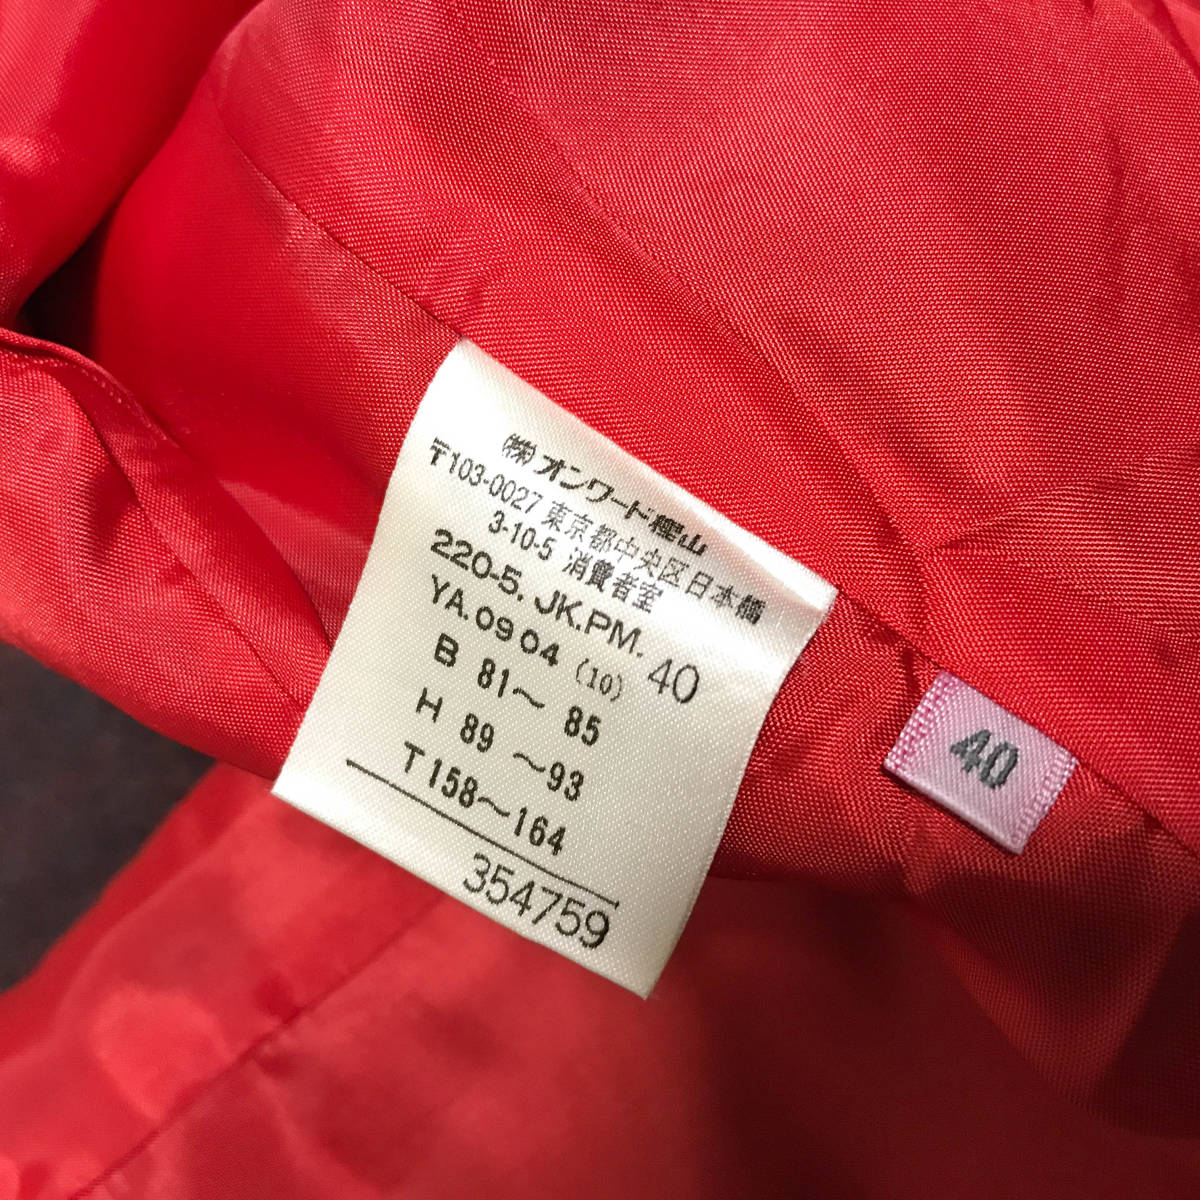 ㈱オンワード樫山
〒103-0027 東京都中央区日本橋
3-10-5 消費者室
220-5. JK.PM. 40
YA.0904 (10)
B 81～ 85
H 89 ～93
T 158～164
354759
40